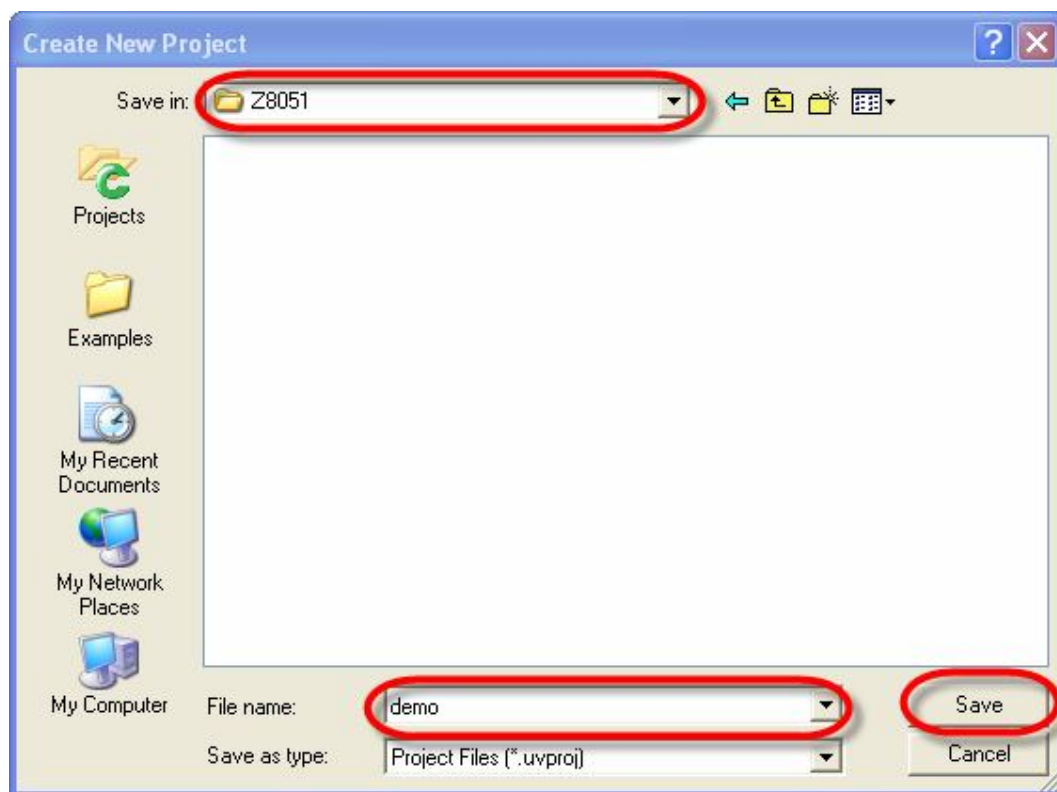 Create New Project
Save in: Z8051
Projects
Examples
My Recent
Documents
My Network
Places
My Computer
File name: demo Save
Save as type: Project Files (*.uvproj) Cancel